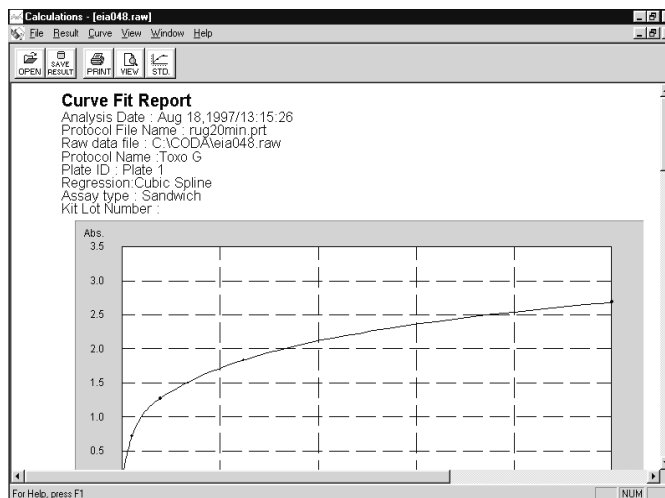 Calculations - [eia048.raw]
File Result Curve View Window Help
OPEN SAVE RESULT PRINT VIEW STD.
Curve Fit Report
Analysis Date : Aug 18,1997/13:15:26
Protocol File Name : rug20min.prt
Raw data file : C:\CODA\eia048.raw
Protocol Name :Toxo G
Plate ID : Plate 1
Regression:Cubic Spline
Assay type : Sandwich
Kit Lot Number :
Abs.
3.5
3.0
2.5
2.0
1.5
1.0
0.5
For Help, press F1
NUM